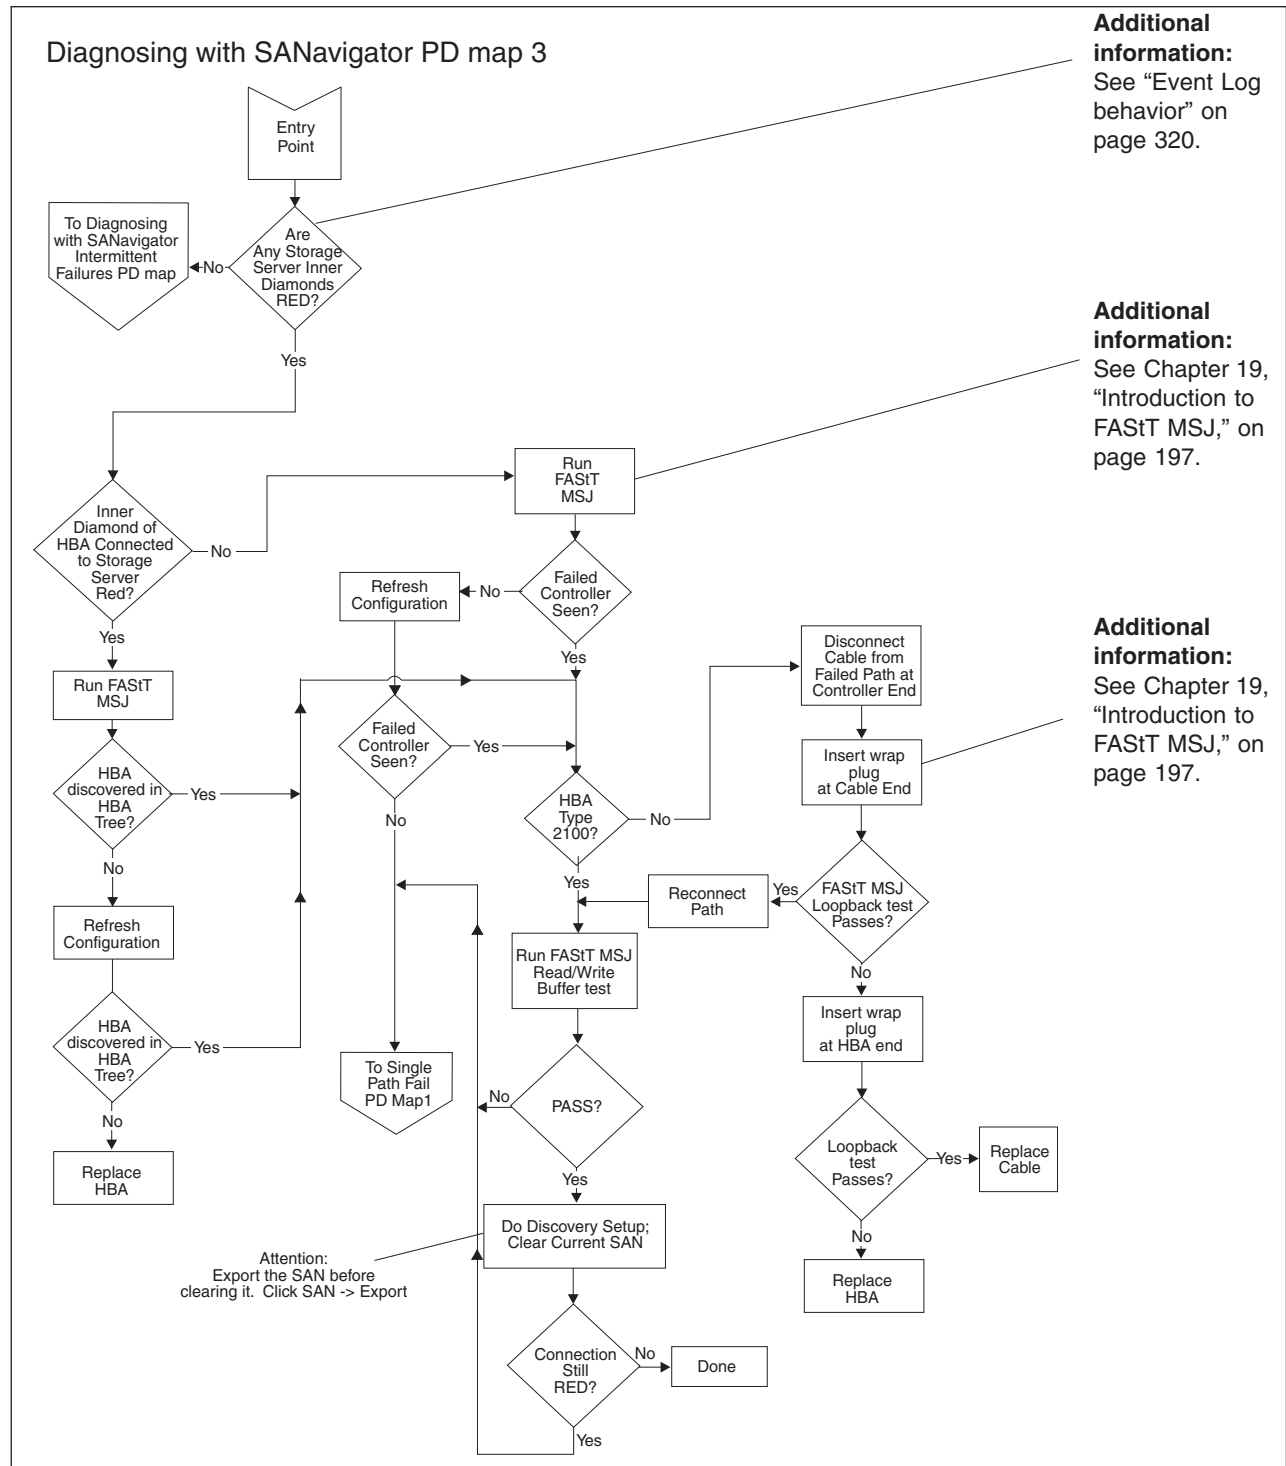 Diagnosing with SANavigator PD map 3
Additional
information:
See “Event Log
behavior” on
page 320.
Entry
Point
Are
Any Storage
Server Inner
Diamonds
RED?
No
To Diagnosing
with SANavigator
Intermittent
Failures PD map
Yes
Additional
information:
See Chapter 19,
“Introduction to
FAStT MSJ,” on
page 197.
Inner
Diamond of
HBA Connected
to Storage
Server
Red?
No
Run
FAStT
MSJ
Failed
Controller
Seen?
No
Refresh
Configuration
Yes
Yes
Run FAStT
MSJ
Failed
Controller
Seen?
Yes
No
HBA
discovered in
HBA
Tree?
Yes
No
Refresh
Configuration
HBA
discovered in
HBA
Tree?
Yes
No
Replace
HBA
HBA
Type
2100?
No
Yes
Disconnect
Cable from
Failed Path at
Controller End
Additional
information:
See Chapter 19,
“Introduction to
FAStT MSJ,” on
page 197.
Insert wrap
plug
at Cable End
FAStT MSJ
Loopback test
Passes?
Yes
Reconnect
Path
No
Run FAStT MSJ
Read/Write
Buffer test
Insert wrap
plug
at HBA end
To Single
Path Fail
PD Map1
No
PASS?
Yes
Loopback
test
Passes?
Yes
Replace
Cable
No
Replace
HBA
Do Discovery Setup;
Clear Current SAN
Attention:
Export the SAN before
clearing it. Click SAN -> Export
Connection
Still
RED?
No
Done
Yes